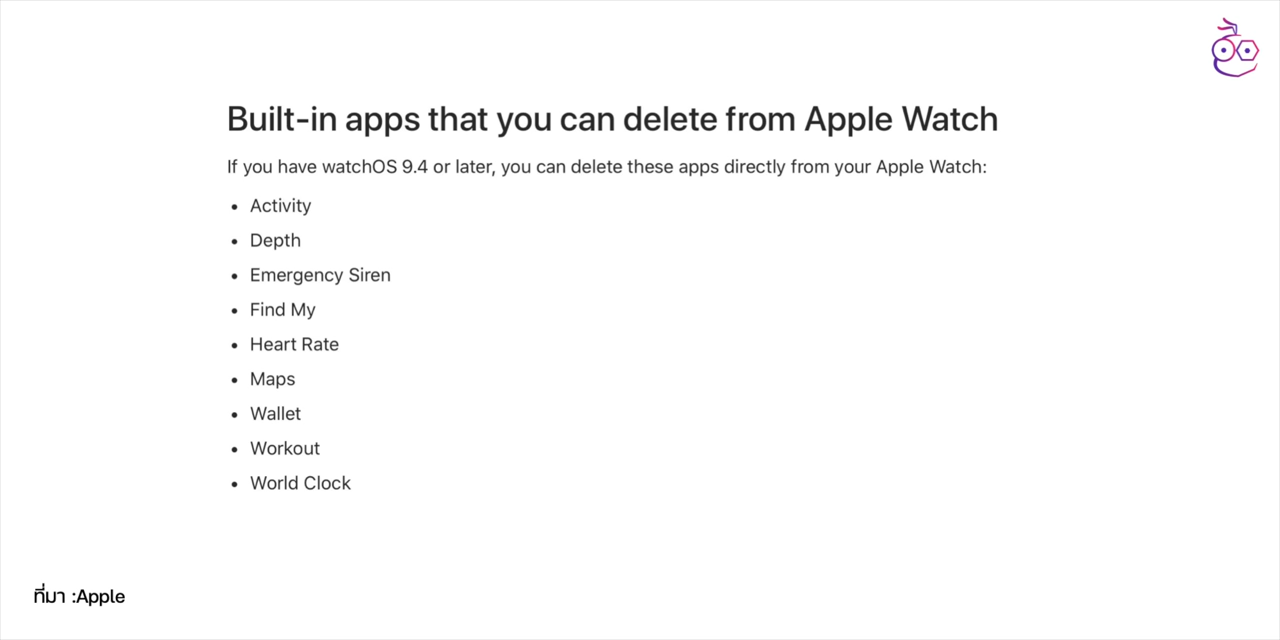 Built-in apps that you can delete from Apple Watch
If you have watchOS 9.4 or later, you can delete these apps directly from your Apple Watch:
• Activity
• Depth
• Emergency Siren
• Find My
• Heart Rate
• Maps
• Wallet
• Workout
• World Clock
ที่มา :Apple